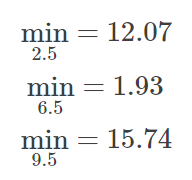 min = 12.07
2.5
min = 1.93
6.5
min = 15.74
9.5